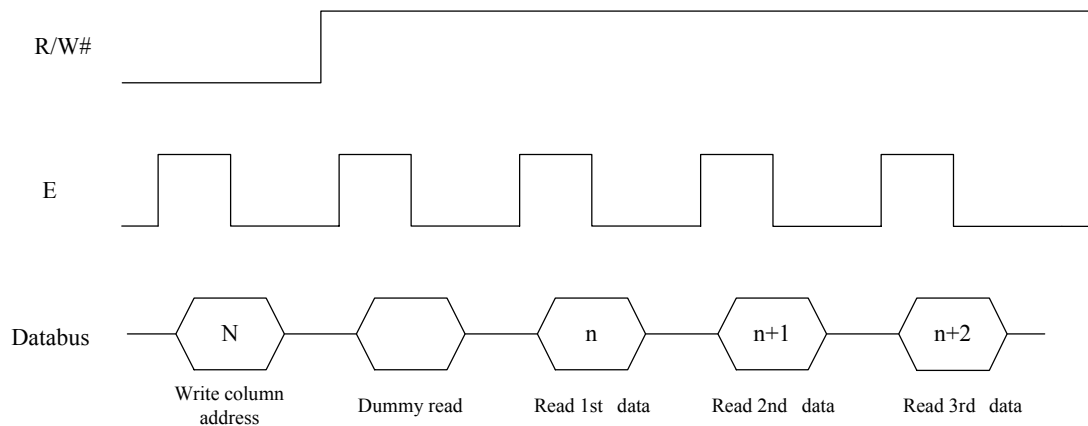 R/W#
E
Databus
N
n
n+1
n+2
Write column
address
Dummy read
Read 1st data
Read 2nd data
Read 3rd data